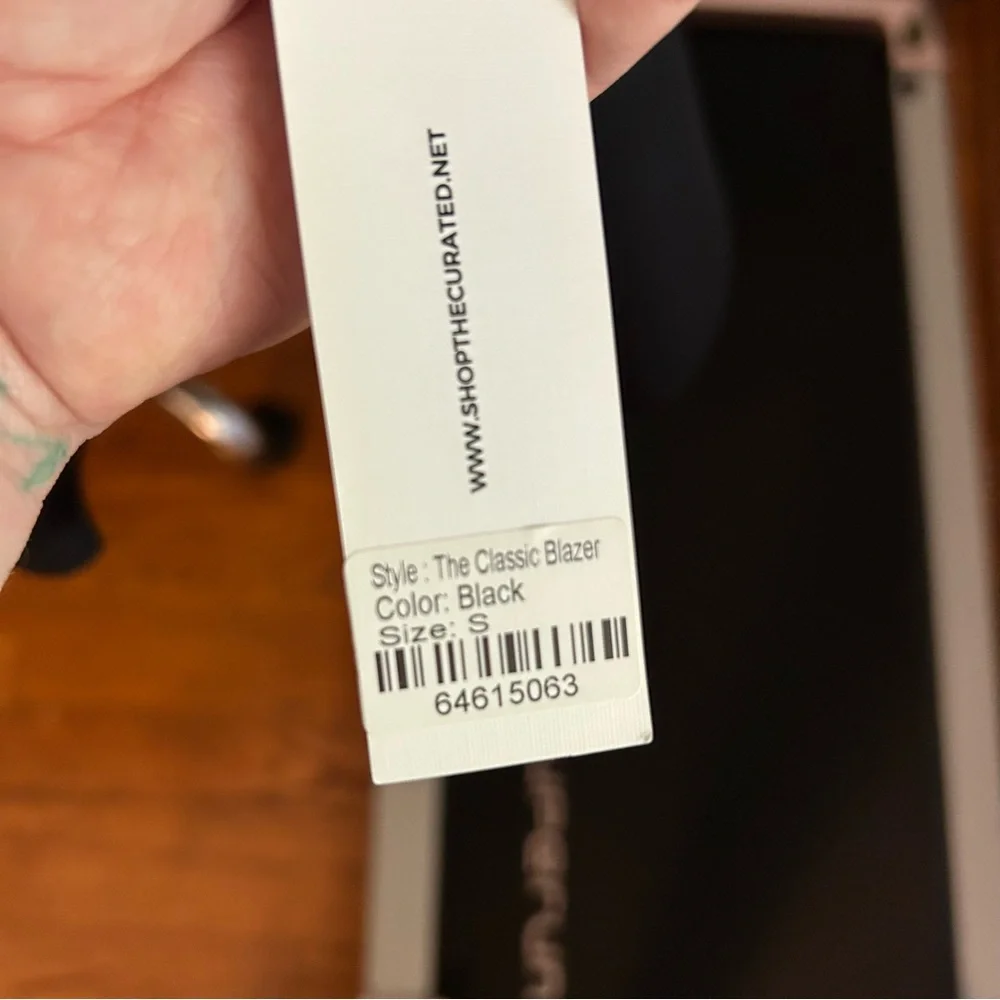 WWW.SHOPTHECURATED.NET
Style : The Classic Blazer
Color: Black
Size: S
64615063